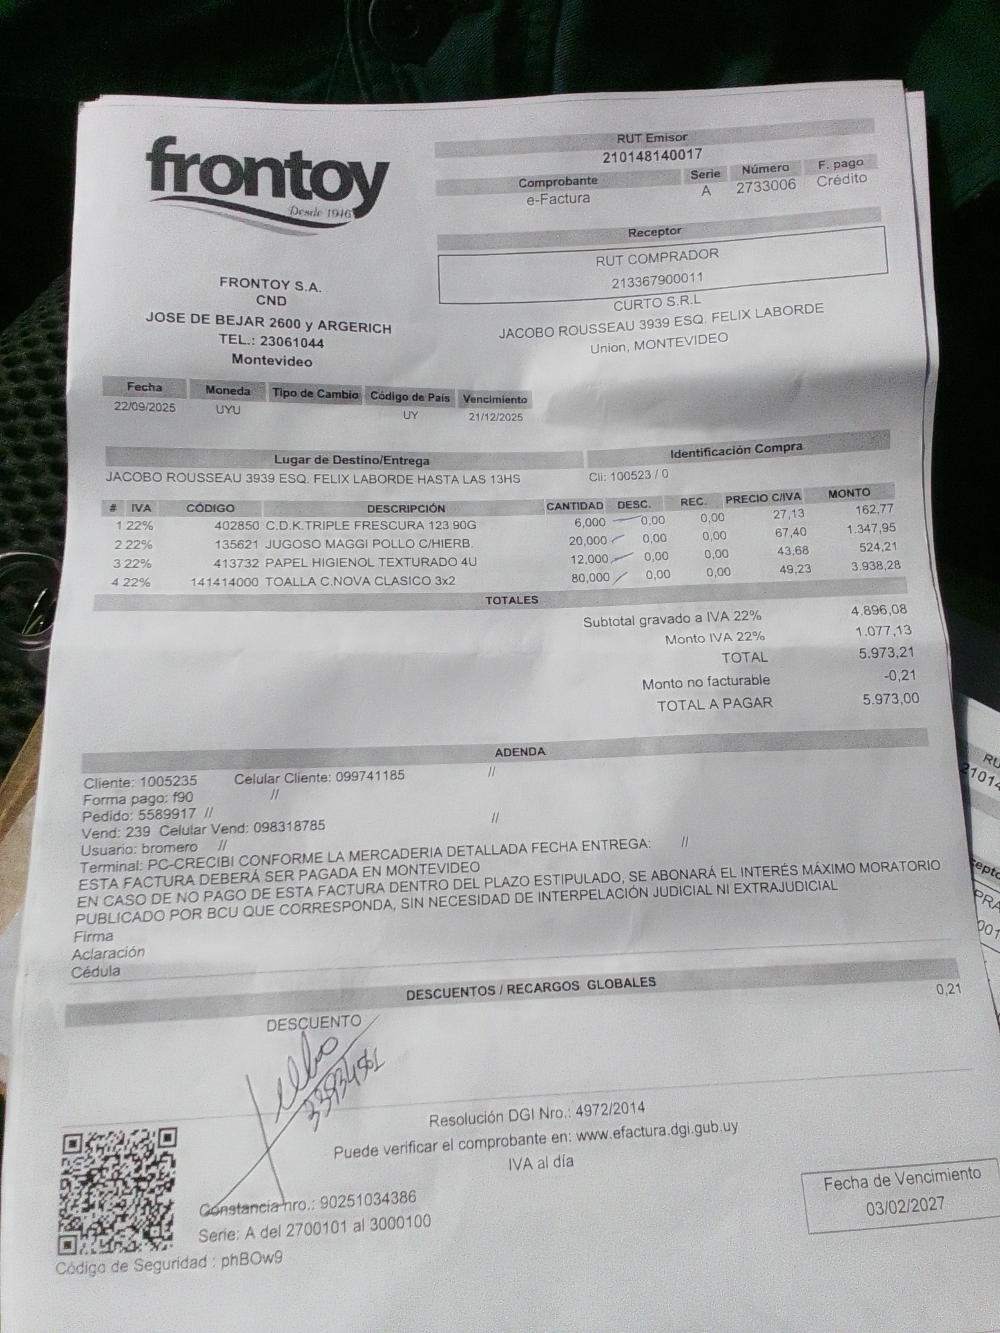 frontoy
Desde 1946
FRONTOY S.A.
CND
JOSE DE BEJAR 2600 y ARGERICH
TEL.: 23061044
Montevideo
RUT Emisor
210148140017
Comprobante Serie Número F. pago
e-Factura A 2733006 Crédito
Receptor
RUT COMPRADOR
213367900011
CURTO S.R.L
JACOBO ROUSSEAU 3939 ESQ. FELIX LABORDE
Union, MONTEVIDEO
Fecha Moneda Tipo de Cambio Código de País Vencimiento
22/09/2025 UYU UY 21/12/2025
Lugar de Destino/Entrega Identificación Compra
JACOBO ROUSSEAU 3939 ESQ. FELIX LABORDE HASTA LAS 13HS Cli: 100523 / 0
# IVA CÓDIGO DESCRIPCIÓN CANTIDAD DESC. REC. PRECIO C/IVA MONTO
1 22% 402850 C.D.K.TRIPLE FRESCURA 123 90G 6,000 0,00 0,00 27,13 162,77
2 22% 135621 JUGOSO MAGGI POLLO C/HIERB. 20,000 0,00 0,00 67,40 1.347,95
3 22% 413732 PAPEL HIGIENOL TEXTURADO 4U 12,000 0,00 0,00 43,68 524,21
4 22% 141414000 TOALLA C.NOVA CLASICO 3x2 80,000 0,00 0,00 49,23 3.938,28
TOTALES
Subtotal gravado a IVA 22% 4.896,08
Monto IVA 22% 1.077,13
TOTAL 5.973,21
Monto no facturable -0,21
TOTAL A PAGAR 5.973,00
ADENDA
Cliente: 1005235 Celular Cliente: 099741185 //
Forma pago: f90 //
Pedido: 5589917 //
Vend: 239 Celular Vend: 098318785 //
Usuario: bromero //
Terminal: PC-CRECIBI CONFORME LA MERCADERIA DETALLADA FECHA ENTREGA: //
ESTA FACTURA DEBERÁ SER PAGADA EN MONTEVIDEO
EN CASO DE NO PAGO DE ESTA FACTURA DENTRO DEL PLAZO ESTIPULADO, SE ABONARÁ EL INTERÉS MÁXIMO MORATORIO
PUBLICADO POR BCU QUE CORRESPONDA, SIN NECESIDAD DE INTERPELACIÓN JUDICIAL NI EXTRAJUDICIAL
Firma
Aclaración
Cédula
DESCUENTOS / RECARGOS GLOBALES
DESCUENTO 0,21
Resolución DGI Nro.: 4972/2014
Puede verificar el comprobante en: www.efactura.dgi.gub.uy
IVA al día
Constancia nro.: 90251034386
Serie: A del 2700101 al 3000100
Código de Seguridad : phBOw9
Fecha de Vencimiento
03/02/2027